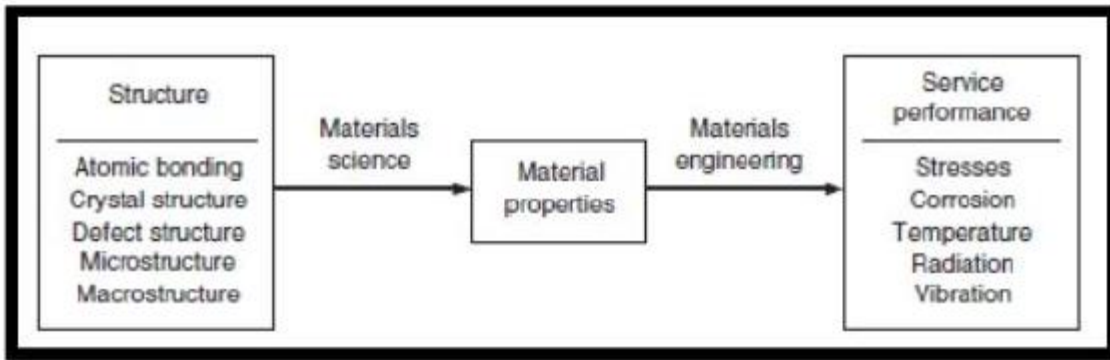 Structure
Atomic bonding
Crystal structure
Defect structure
Microstructure
Macrostructure
Materials
science
Material
properties
Materials
engineering
Service
performance
Stresses
Corrosion
Temperature
Radiation
Vibration